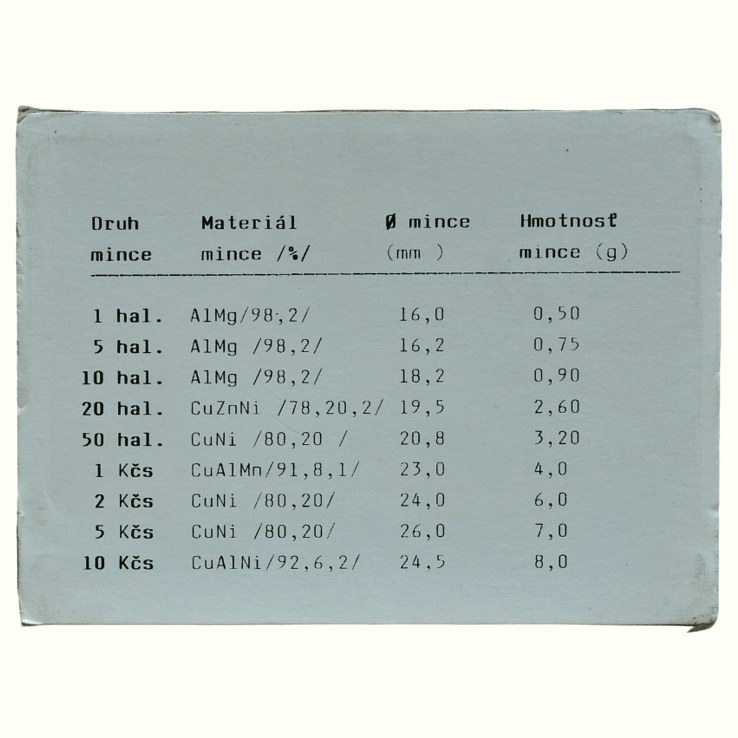 Druh Materiál Ø mince Hmotnosť
mince mince /%/ (mm ) mince (g)
1 hal. AlMg/98,2/ 16,0 0,50
5 hal. AlMg /98,2/ 16,2 0,75
10 hal. AlMg /98,2/ 18,2 0,90
20 hal. CuZnNi /78,20,2/ 19,5 2,60
50 hal. CuNi /80,20 / 20,8 3,20
1 Kčs CuAlMn/91,8,1/ 23,0 4,0
2 Kčs CuNi /80,20/ 24,0 6,0
5 Kčs CuNi /80,20/ 26,0 7,0
10 Kčs CuAlNi/92,6,2/ 24,5 8,0